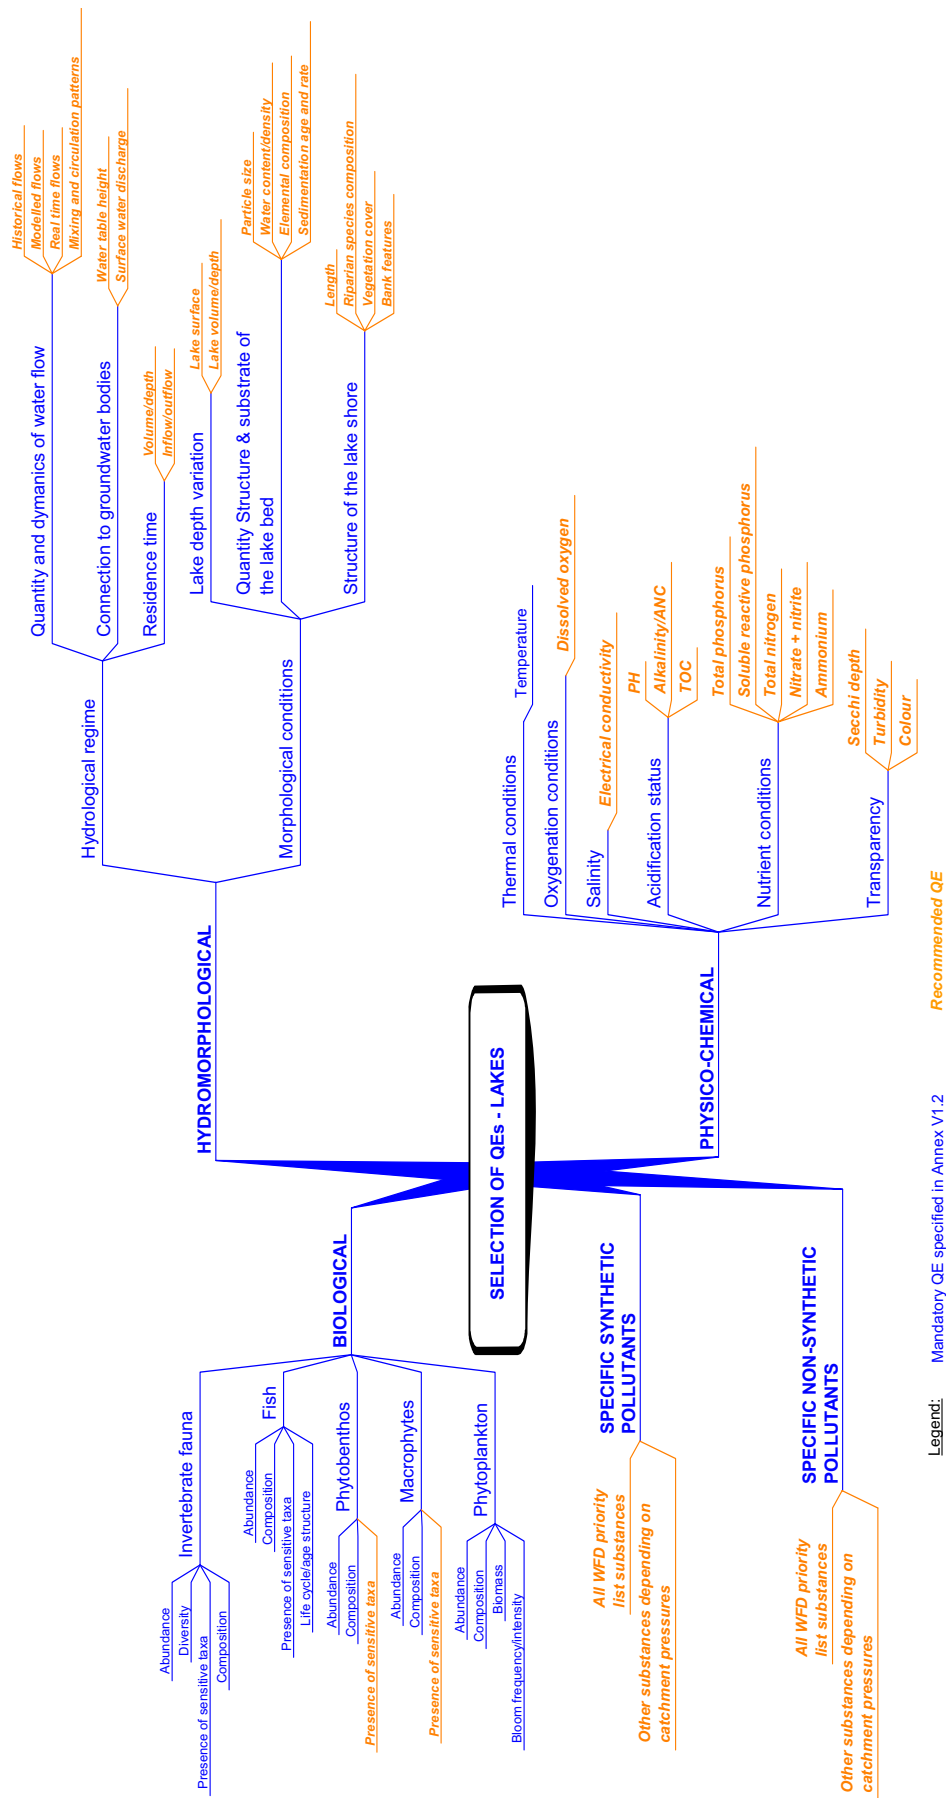 SELECTION OF QEs - LAKES
BIOLOGICAL
Invertebrate fauna
Abundance
Diversity
Presence of sensitive taxa
Composition
Fish
Abundance
Composition
Presence of sensitive taxa
Life cycle/age structure
Phytobenthos
Abundance
Composition
Presence of sensitive taxa
Macrophytes
Abundance
Composition
Presence of sensitive taxa
Phytoplankton
Abundance
Composition
Biomass
Bloom frequency/intensity
HYDROMORPHOLOGICAL
Hydrological regime
Quantity and dymanics of water flow
Historical flows
Modelled flows
Real time flows
Mixing and circulation patterns
Connection to groundwater bodies
Water table height
Surface water discharge
Residence time
Volume/depth
Inflow/outflow
Morphological conditions
Lake depth variation
Lake surface
Lake volume/depth
Quantity Structure & substrate of
the lake bed
Particle size
Water content/density
Elemental composition
Sedimentation age and rate
Structure of the lake shore
Length
Riparian species composition
Vegetation cover
Bank features
SPECIFIC SYNTHETIC
POLLUTANTS
All WFD priority
list substances
Other substances depending on
catchment pressures
SPECIFIC NON-SYNTHETIC
POLLUTANTS
All WFD priority
list substances
Other substances depending on
catchment pressures
PHYSICO-CHEMICAL
Thermal conditions
Temperature
Oxygenation conditions
Dissolved oxygen
Salinity
Electrical conductivity
Acidification status
PH
Alkalinity/ANC
TOC
Nutrient conditions
Total phosphorus
Soluble reactive phosphorus
Total nitrogen
Nitrate + nitrite
Ammonium
Transparency
Secchi depth
Turbidity
Colour
Legend:
Mandatory QE specified in Annex V1.2
Recommended QE